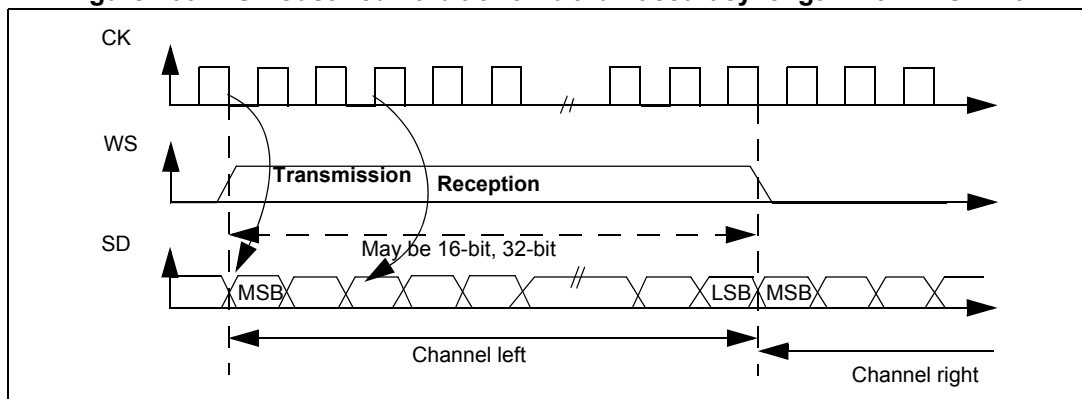 CK
WS
Transmission
Reception
May be 16-bit, 32-bit
SD
MSB
LSB
MSB
Channel left
Channel right